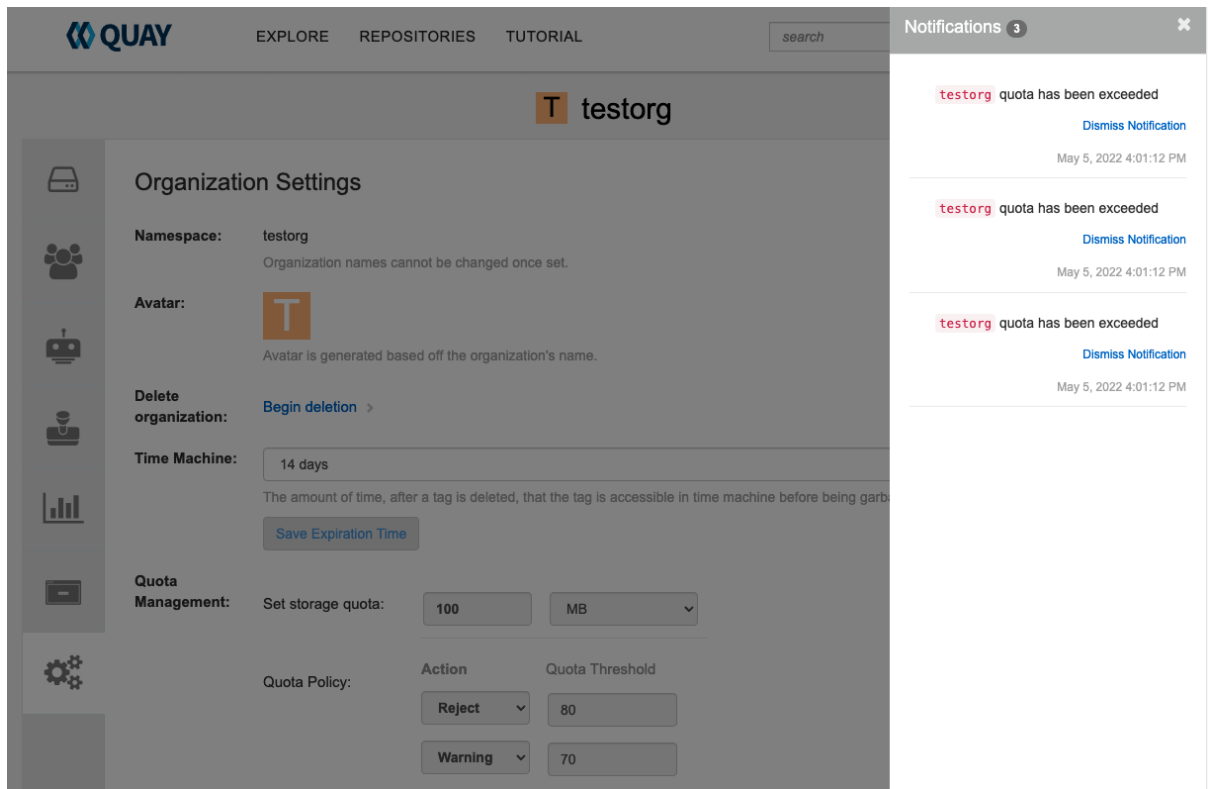 QUAY
EXPLORE REPOSITORIES TUTORIAL
search
T testorg
Organization Settings
Namespace: testorg
Organization names cannot be changed once set.
Avatar:
T
Avatar is generated based off the organization's name.
Delete
organization:
Begin deletion
Time Machine:
14 days
The amount of time, after a tag is deleted, that the tag is accessible in time machine before being garb
Save Expiration Time
Quota
Management:
Set storage quota: 100 MB
Action Quota Threshold
Quota Policy:
Reject 80
Warning 70
Notifications 3
testorg quota has been exceeded
Dismiss Notification
May 5, 2022 4:01:12 PM
testorg quota has been exceeded
Dismiss Notification
May 5, 2022 4:01:12 PM
testorg quota has been exceeded
Dismiss Notification
May 5, 2022 4:01:12 PM